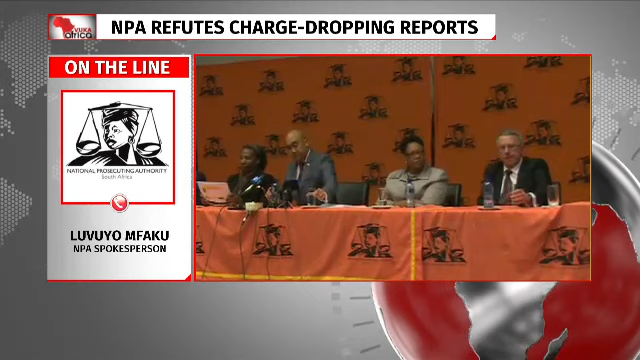 VUKA
africa
NPA REFUTES CHARGE-DROPPING REPORTS
ON THE LINE
NATIONAL PROSECUTING AUTHORITY
South Africa
LUVUYO MFAKU
NPA SPOKESPERSON